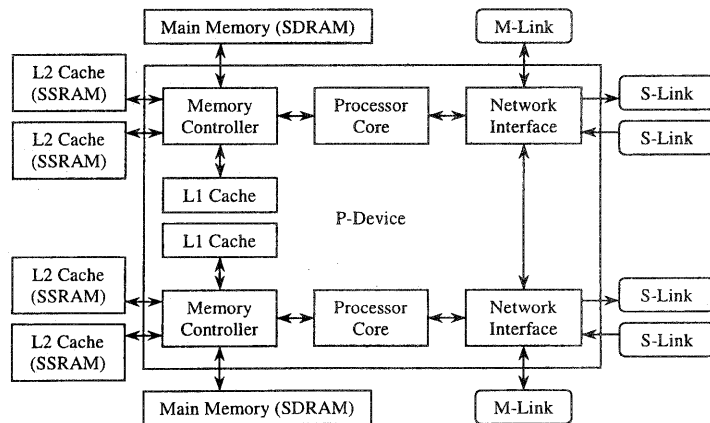 Main Memory (SDRAM)
M-Link
L2 Cache
(SSRAM)
L2 Cache
(SSRAM)
Memory
Controller
Processor
Core
Network
Interface
S-Link
S-Link
L1 Cache
P-Device
L1 Cache
L2 Cache
(SSRAM)
L2 Cache
(SSRAM)
Memory
Controller
Processor
Core
Network
Interface
S-Link
S-Link
Main Memory (SDRAM)
M-Link